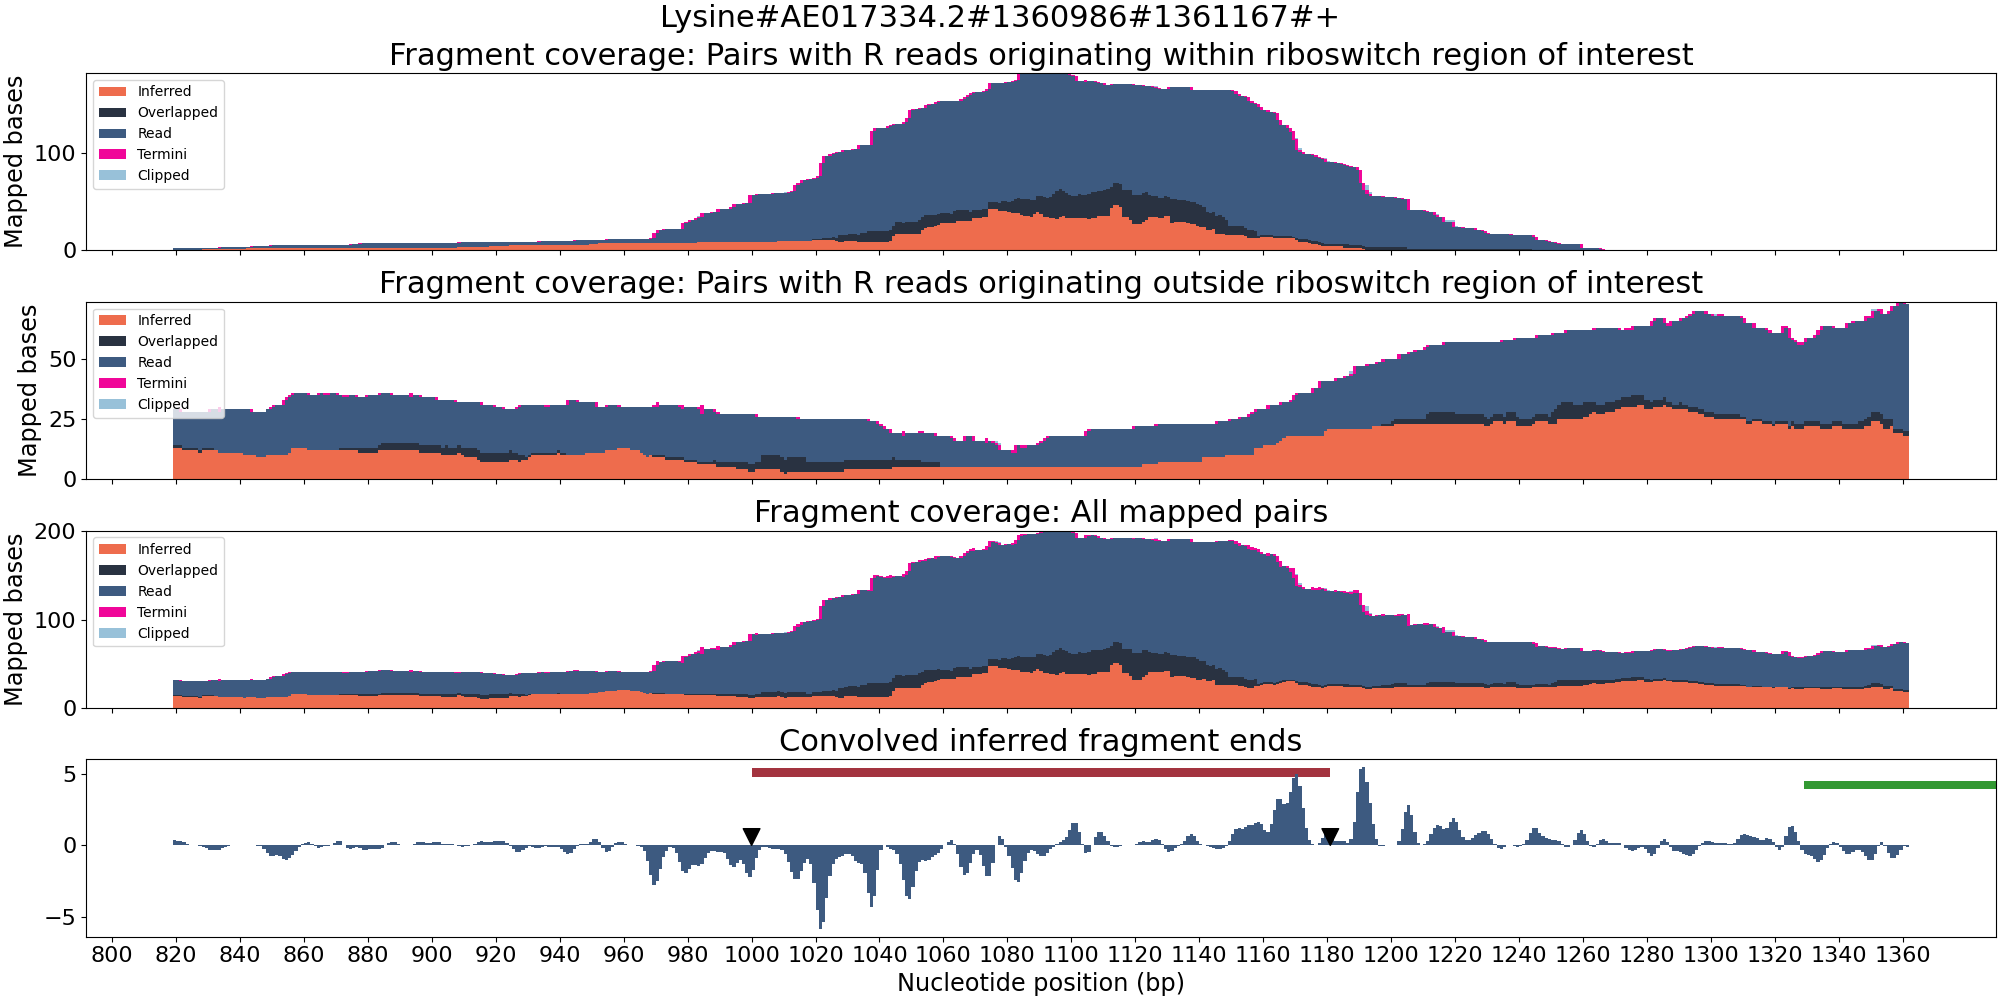 Lysine#AE017334.2#1360986#1361167#+
Fragment coverage: Pairs with R reads originating within riboswitch region of interest
Mapped bases
100
0
Inferred
Overlapped
Read
Termini
Clipped
Fragment coverage: Pairs with R reads originating outside riboswitch region of interest
Mapped bases
50
25
0
Inferred
Overlapped
Read
Termini
Clipped
Fragment coverage: All mapped pairs
Mapped bases
200
100
0
Inferred
Overlapped
Read
Termini
Clipped
Convolved inferred fragment ends
5
0
−5
800 820 840 860 880 900 920 940 960 980 1000 1020 1040 1060 1080 1100 1120 1140 1160 1180 1200 1220 1240 1260 1280 1300 1320 1340 1360
Nucleotide position (bp)